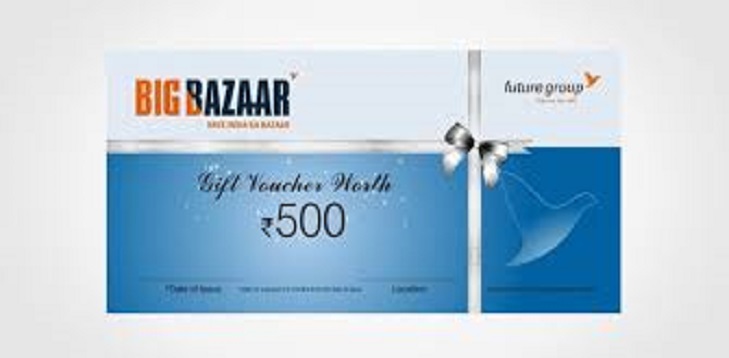 BIG BAZAAR
future group
Gift Voucher Worth
₹500
*Date of Issue
Location